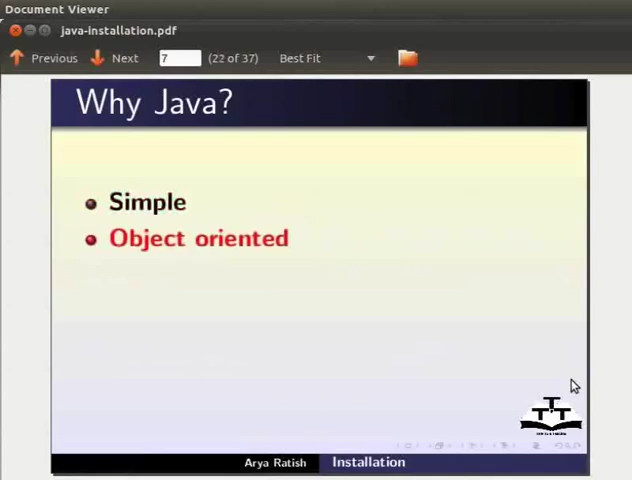 Document Viewer
java-installation.pdf
Previous Next 7 (22 of 37) Best Fit
Why Java?
Simple
Object oriented
TTT
Arya Ratish Installation